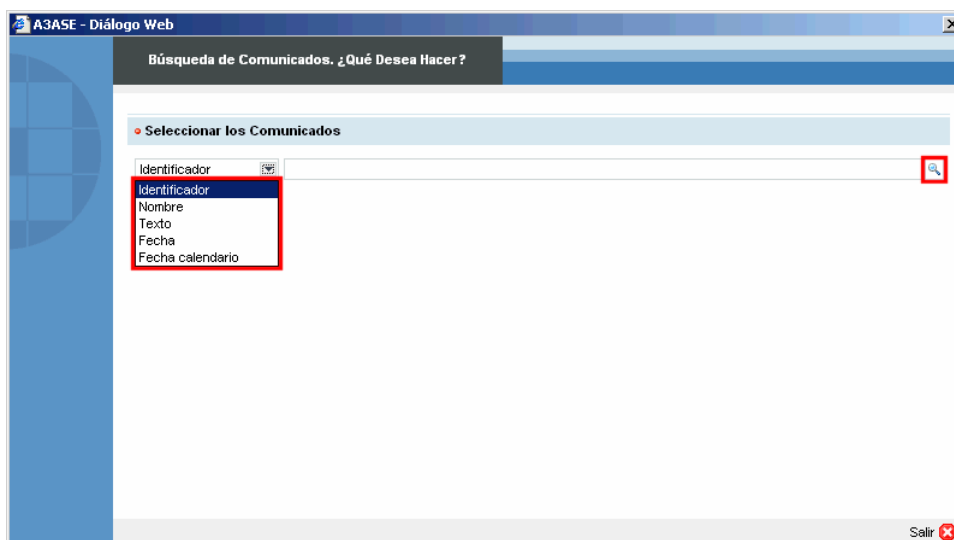 A3ASE - Diálogo Web
Búsqueda de Comunicados. ¿Qué Desea Hacer?
Seleccionar los Comunicados
Identificador
Identificador
Nombre
Texto
Fecha
Fecha calendario
Salir